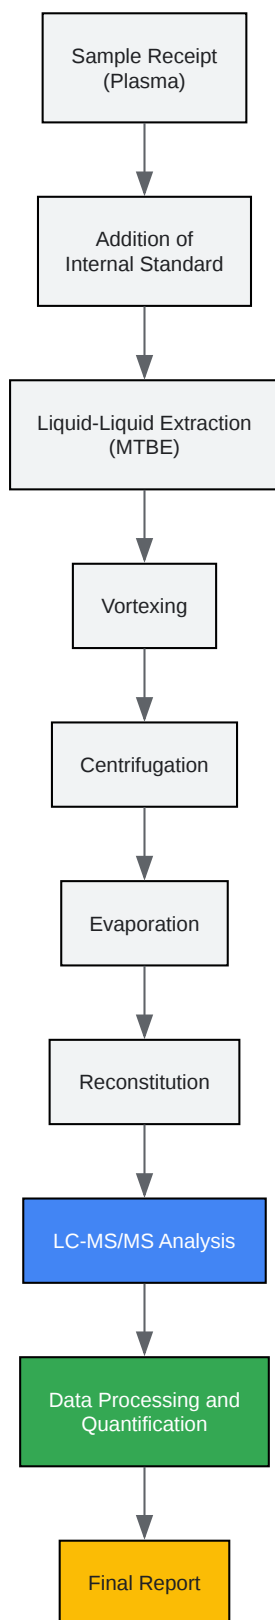 Sample Receipt
(Plasma)
Addition of
Internal Standard
Liquid-Liquid Extraction
(MTBE)
Vortexing
Centrifugation
Evaporation
Reconstitution
LC-MS/MS Analysis
Data Processing and
Quantification
Final Report